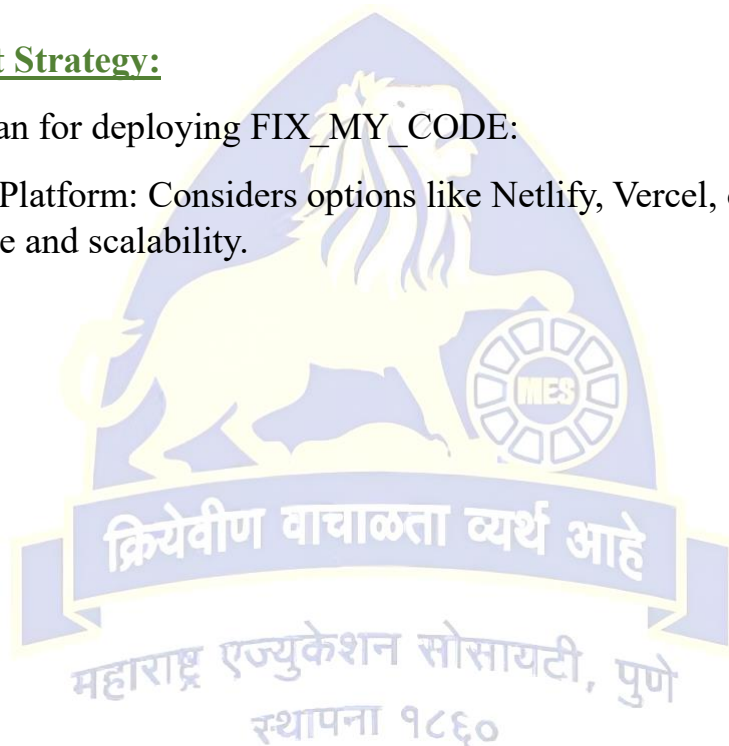 t Strategy:
an for deploying FIX_MY_CODE:
Platform: Considers options like Netlify, Vercel,
e and scalability.
MES
क्रियेवीण वाचाळता व्यर्थ आहे
महाराष्ट्र एज्युकेशन सोसायटी, पुणे
स्थापना १८६०